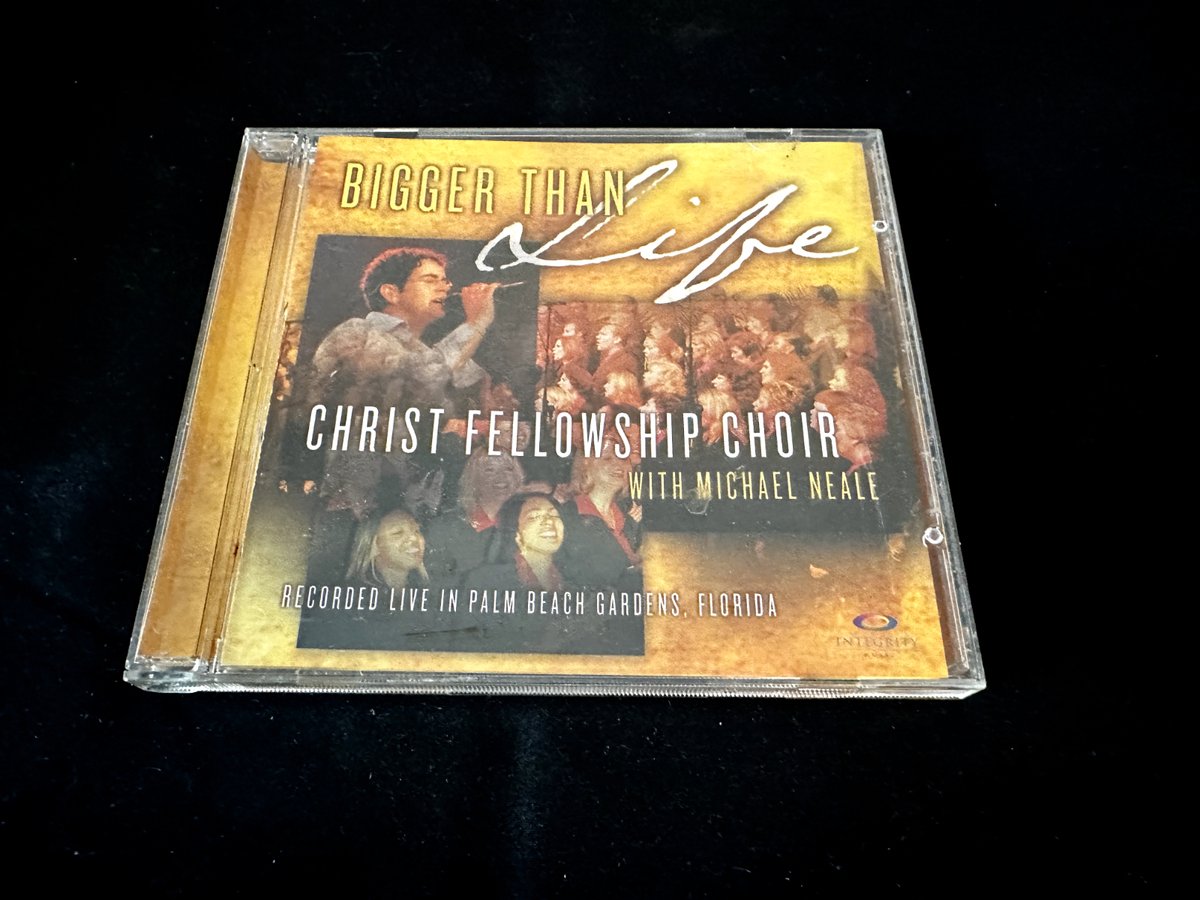 BIGGER THAN
Life
CHRIST FELLOWSHIP CHOIR
WITH MICHAEL NEALE
RECORDED LIVE IN PALM BEACH GARDENS, FLORIDA
INTEGRITY